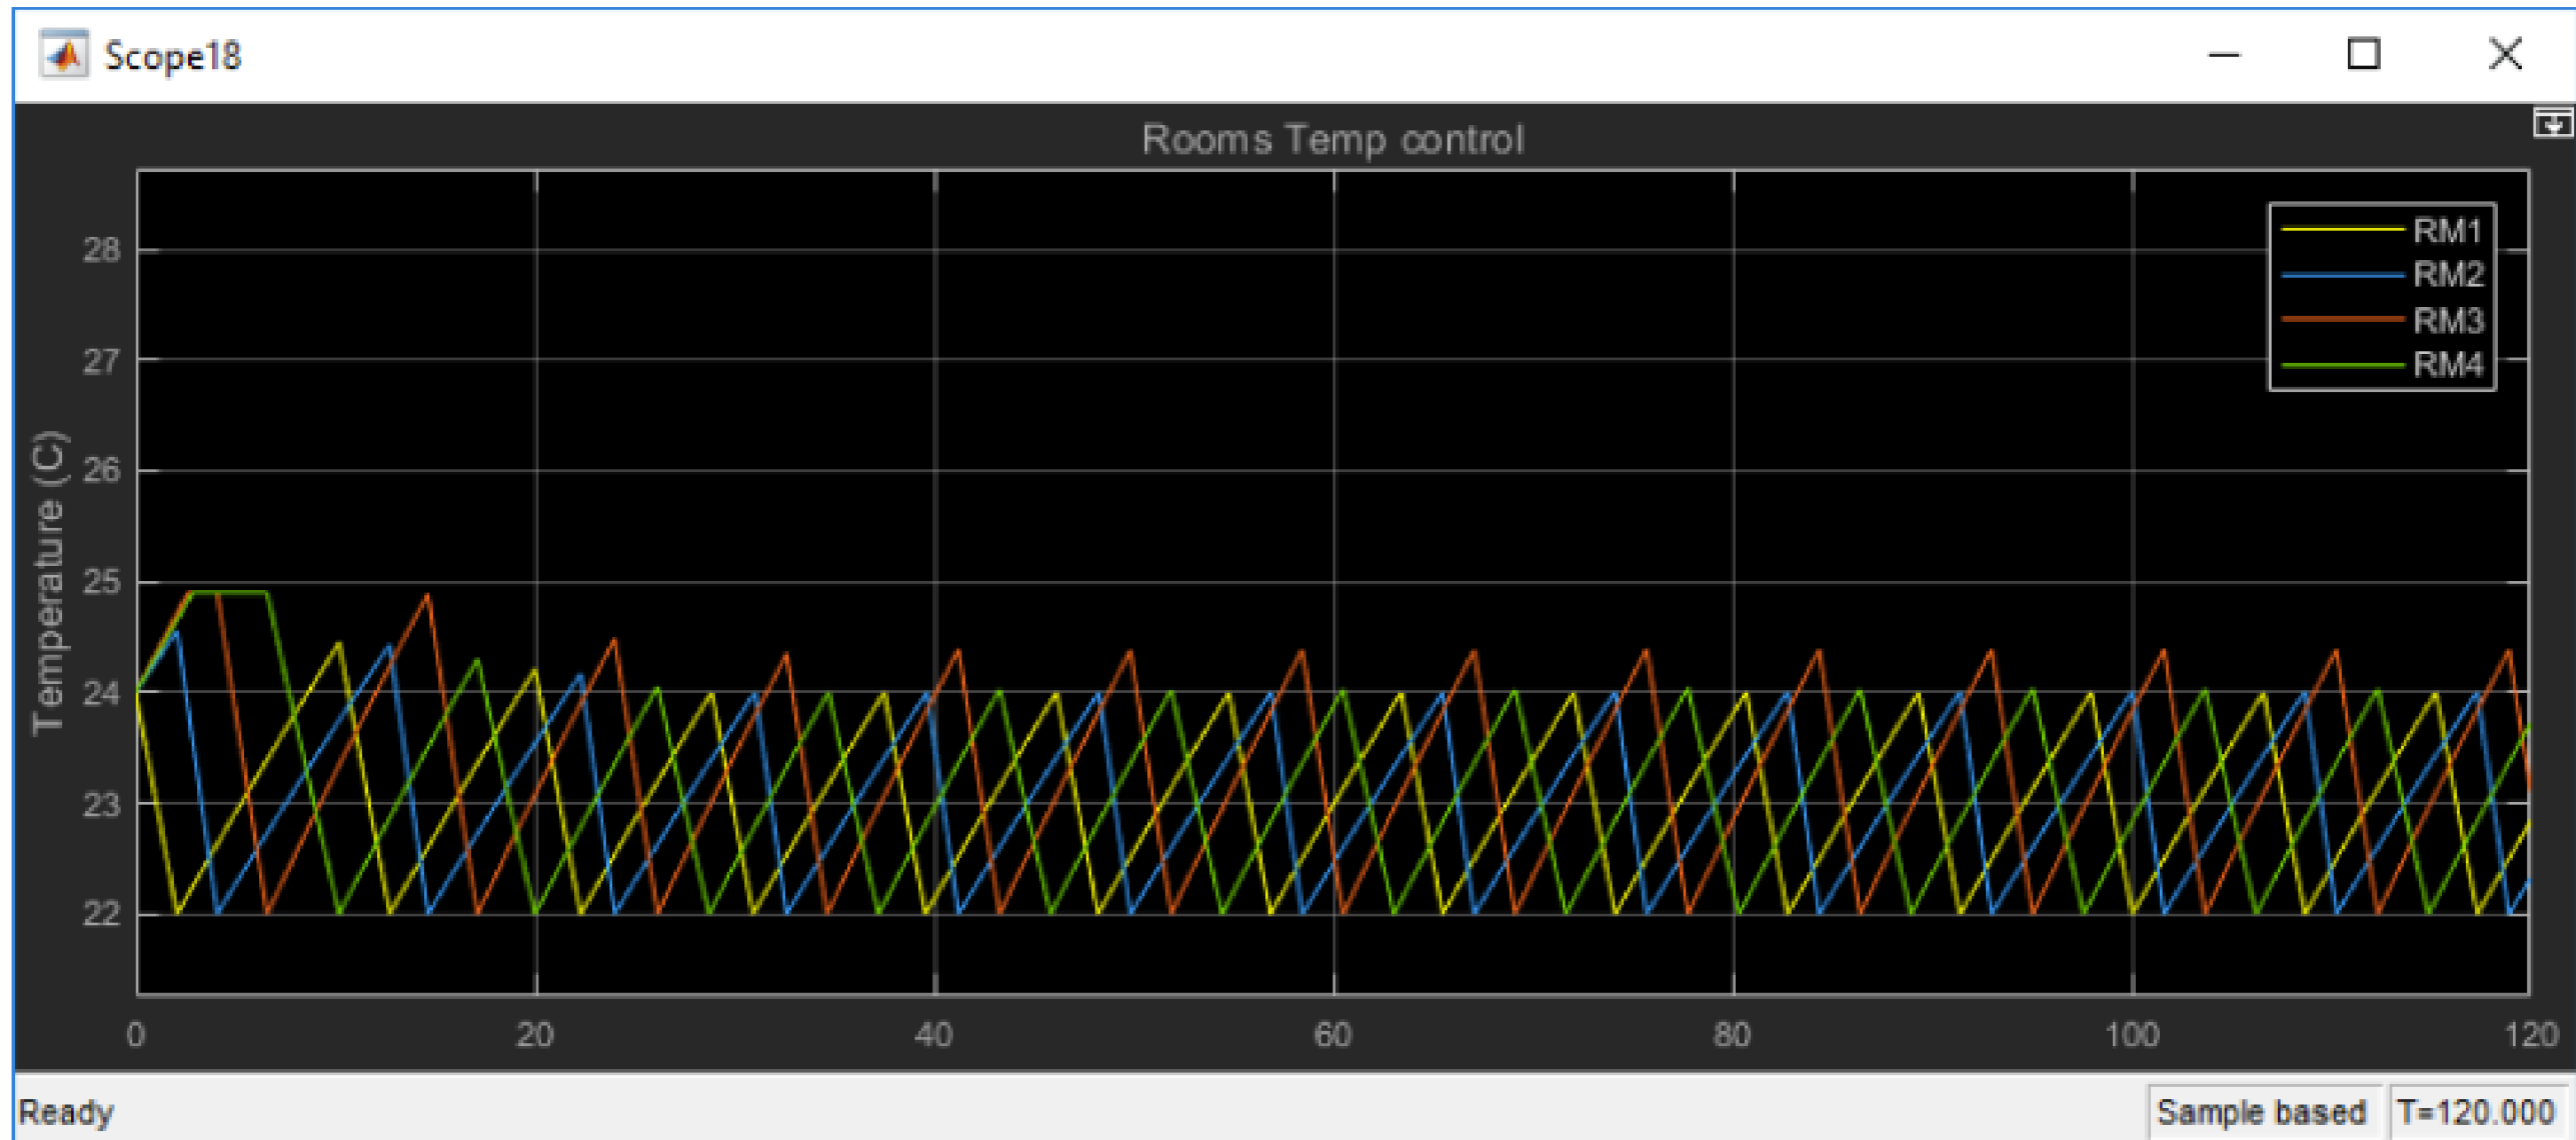 Scope18
Rooms Temp control
Temperature (C)
28
27
26
25
24
23
22
RM1
RM2
RM3
RM4
0 20 40 60 80 100 120
Ready Sample based T=120.000